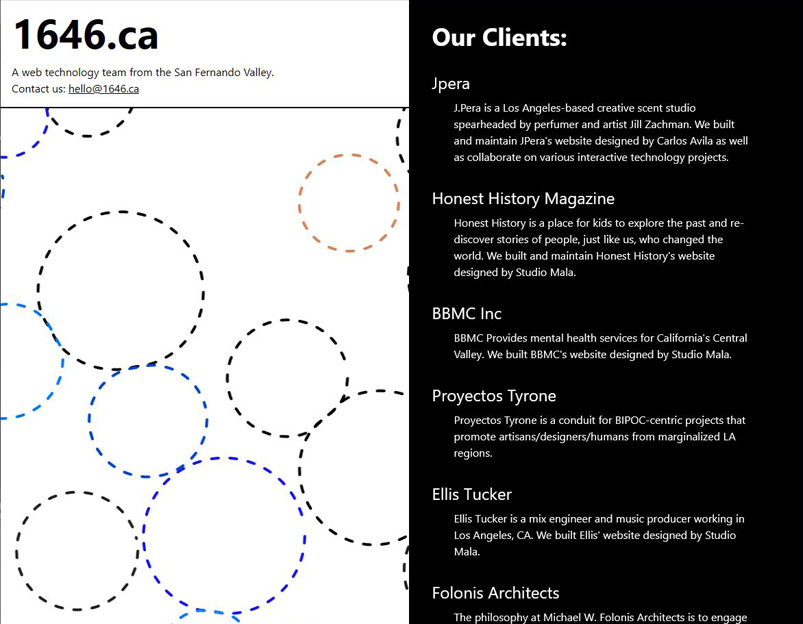 1646.ca
A web technology team from the San Fernando Valley.
Contact us: hello@1646.ca
Our Clients:
Jpera
J.Pera is a Los Angeles-based creative scent studio
spearheaded by perfumer and artist Jill Zachman. We built
and maintain JPera's website designed by Carlos Avila as well
as collaborate on various interactive technology projects.
Honest History Magazine
Honest History is a place for kids to explore the past and re-
discover stories of people, just like us, who changed the
world. We built and maintain Honest History's website
designed by Studio Mala.
BBMC Inc
BBMC Provides mental health services for California's Central
Valley. We built BBMC's website designed by Studio Mala.
Proyectos Tyrone
Proyectos Tyrone is a conduit for BIPOC-centric projects that
promote artisans/designers/humans from marginalized LA
regions.
Ellis Tucker
Ellis Tucker is a mix engineer and music producer working in
Los Angeles, CA. We built Ellis' website designed by Studio
Mala.
Folonis Architects
The philosophy at Michael W. Folonis Architects is to engage